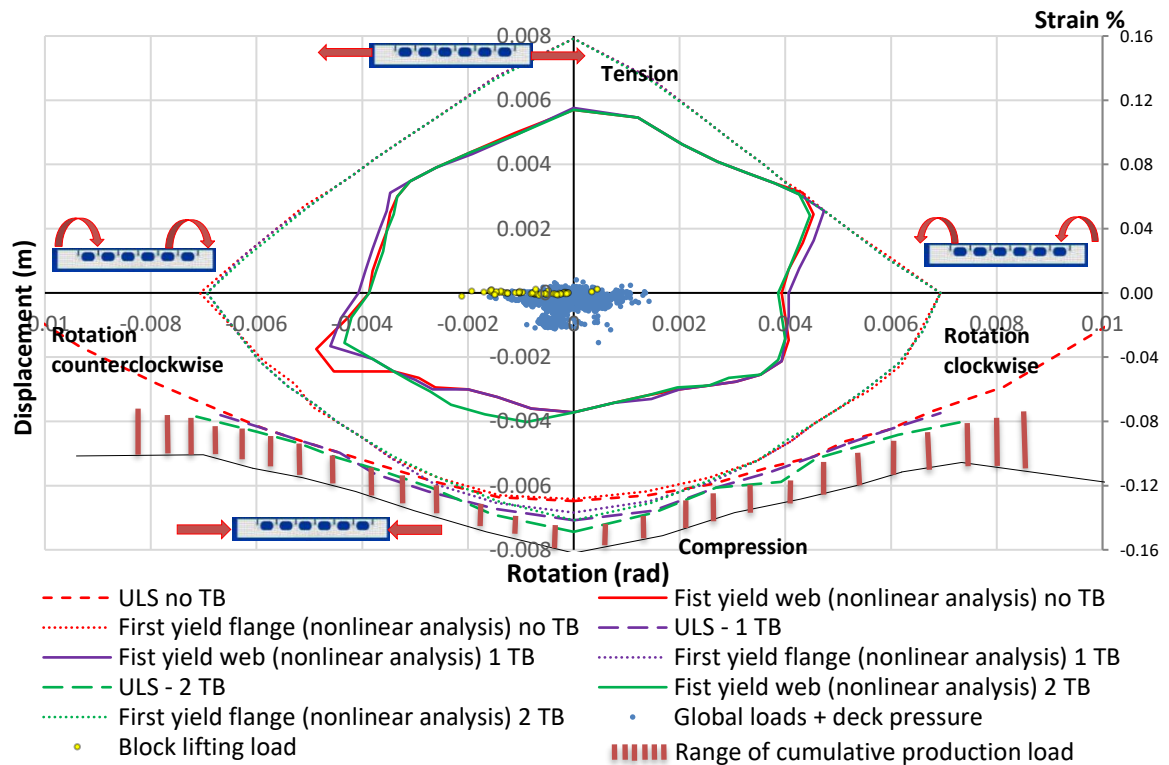 Strain %
0.008
0.16
Tension
0.006
0.12
0.004
0.08
0.002
0.04
0
0.00
-0.01
-0.008
-0.006
-0.004
-0.002
0
0.002
0.004
0.006
0.008
0.01
Rotation
counterclockwise
Rotation
clockwise
-0.002
-0.04
Displacement (m)
-0.004
-0.08
-0.006
-0.12
Compression
-0.008
-0.16
Rotation (rad)
ULS no TB
Fist yield web (nonlinear analysis) no TB
First yield flange (nonlinear analysis) no TB
ULS - 1 TB
Fist yield web (nonlinear analysis) 1 TB
First yield flange (nonlinear analysis) 1 TB
ULS - 2 TB
Fist yield web (nonlinear analysis) 2 TB
First yield flange (nonlinear analysis) 2 TB
Global loads + deck pressure
Block lifting load
Range of cumulative production load